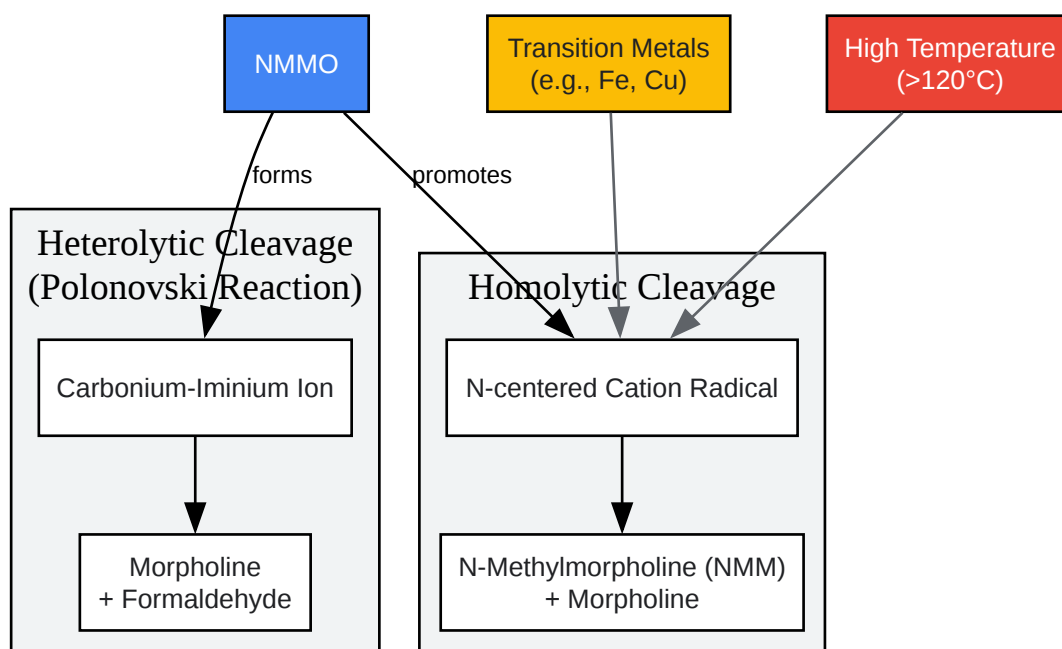 NMMO
Transition Metals
(e.g., Fe, Cu)
High Temperature
(>120°C)
forms
promotes
Heterolytic Cleavage
(Polonovski Reaction)
Homolytic Cleavage
Carbonium-Iminium Ion
N-centered Cation Radical
Morpholine
+ Formaldehyde
N-Methylmorpholine (NMM)
+ Morpholine